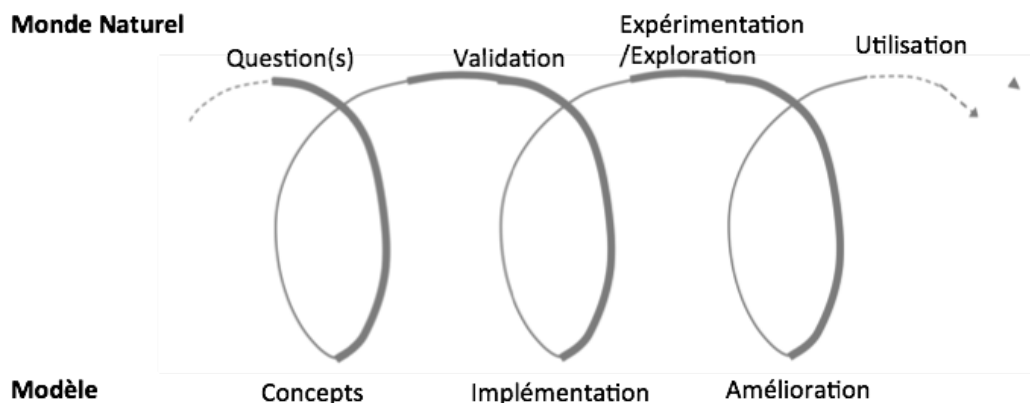 Monde Naturel
Question(s)
Validation
Expérimentation
/Exploration
Utilisation
Modèle
Concepts
Implémentation
Amélioration